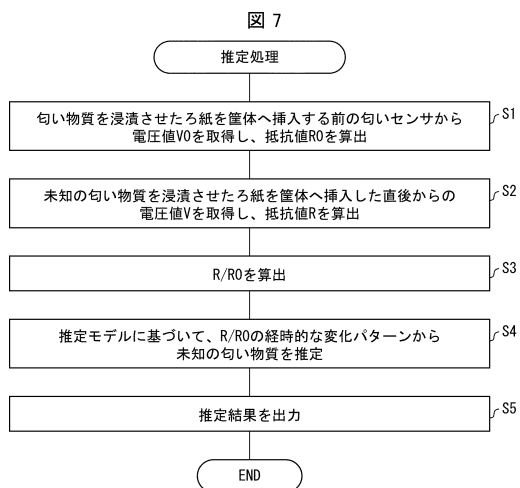 図 7
推定処理
匂い物質を浸漬させたろ紙を筐体へ挿入する前の匂いセンサから
電圧値V0を取得し、抵抗値R0を算出
S1
未知の匂い物質を浸漬させたろ紙を筐体へ挿入した直後からの
電圧値Vを取得し、抵抗値Rを算出
S2
R/R0を算出
S3
推定モデルに基づいて、R/R0の経時的な変化パターンから
未知の匂い物質を推定
S4
推定結果を出力
S5
END